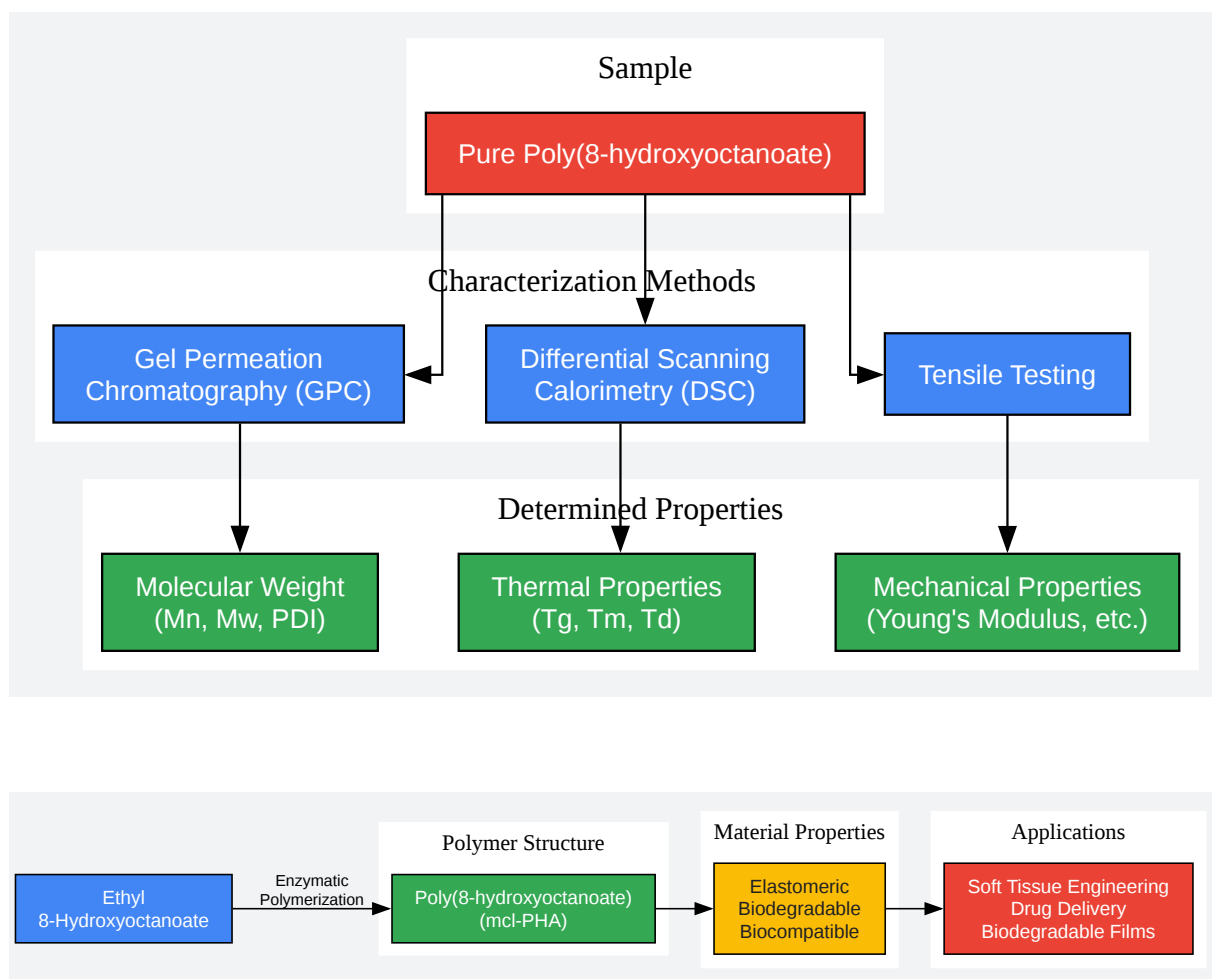 Sample
Pure Poly(8-hydroxyoctanoate)
Characterization Methods
Gel Permeation
Chromatography (GPC)
Differential Scanning
Calorimetry (DSC)
Tensile Testing
Determined Properties
Molecular Weight
(Mn, Mw, PDI)
Thermal Properties
(Tg, Tm, Td)
Mechanical Properties
(Young's Modulus, etc.)
Ethyl
8-Hydroxyoctanoate
Enzymatic
Polymerization
Polymer Structure
Poly(8-hydroxyoctanoate)
(mcl-PHA)
Material Properties
Elastomeric
Biodegradable
Biocompatible
Applications
Soft Tissue Engineering
Drug Delivery
Biodegradable Films